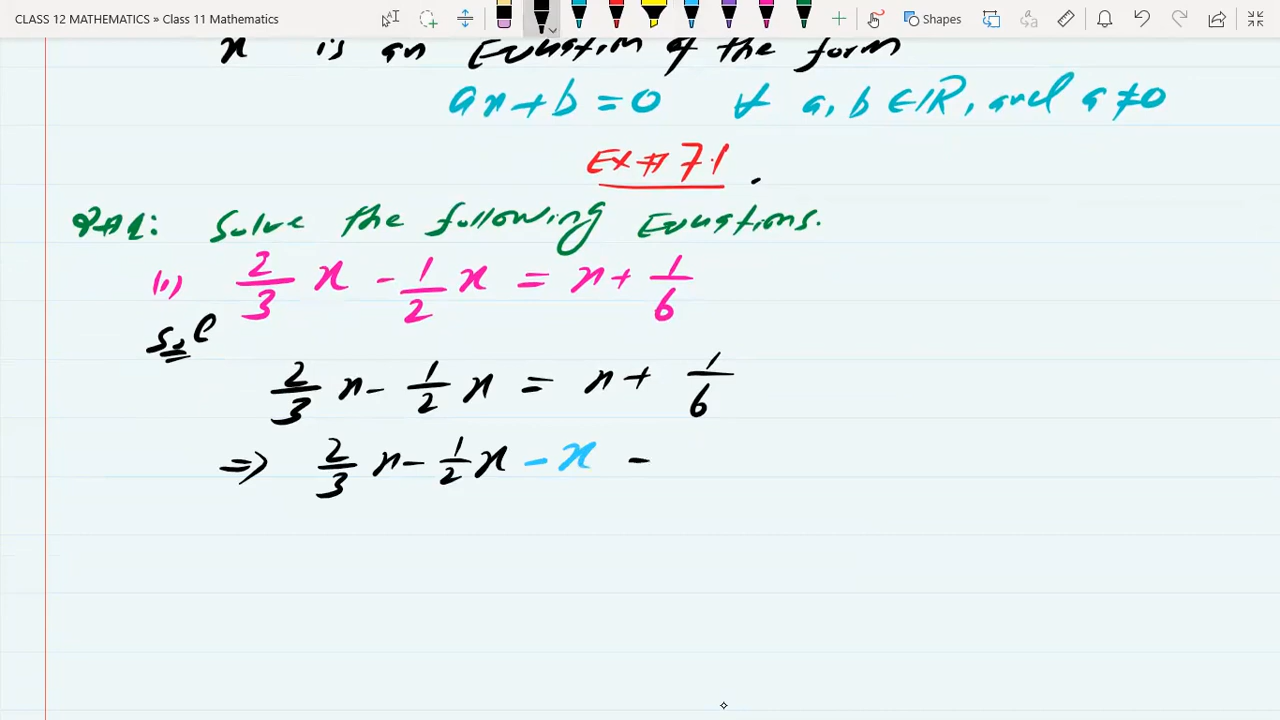 CLASS 12 MATHEMATICS » Class 11 Mathematics
Shapes
x is an Equation of the form
ax+b=0 ∀ a, b ∈ IR, and a ≠0
Ex# 7.1
Q#1: Solve the following Equations.
(i) 2/3 x - 1/2 x = x + 1/6
Sol
2/3 x - 1/2 x = x + 1/6
=> 2/3 x - 1/2 x - x -